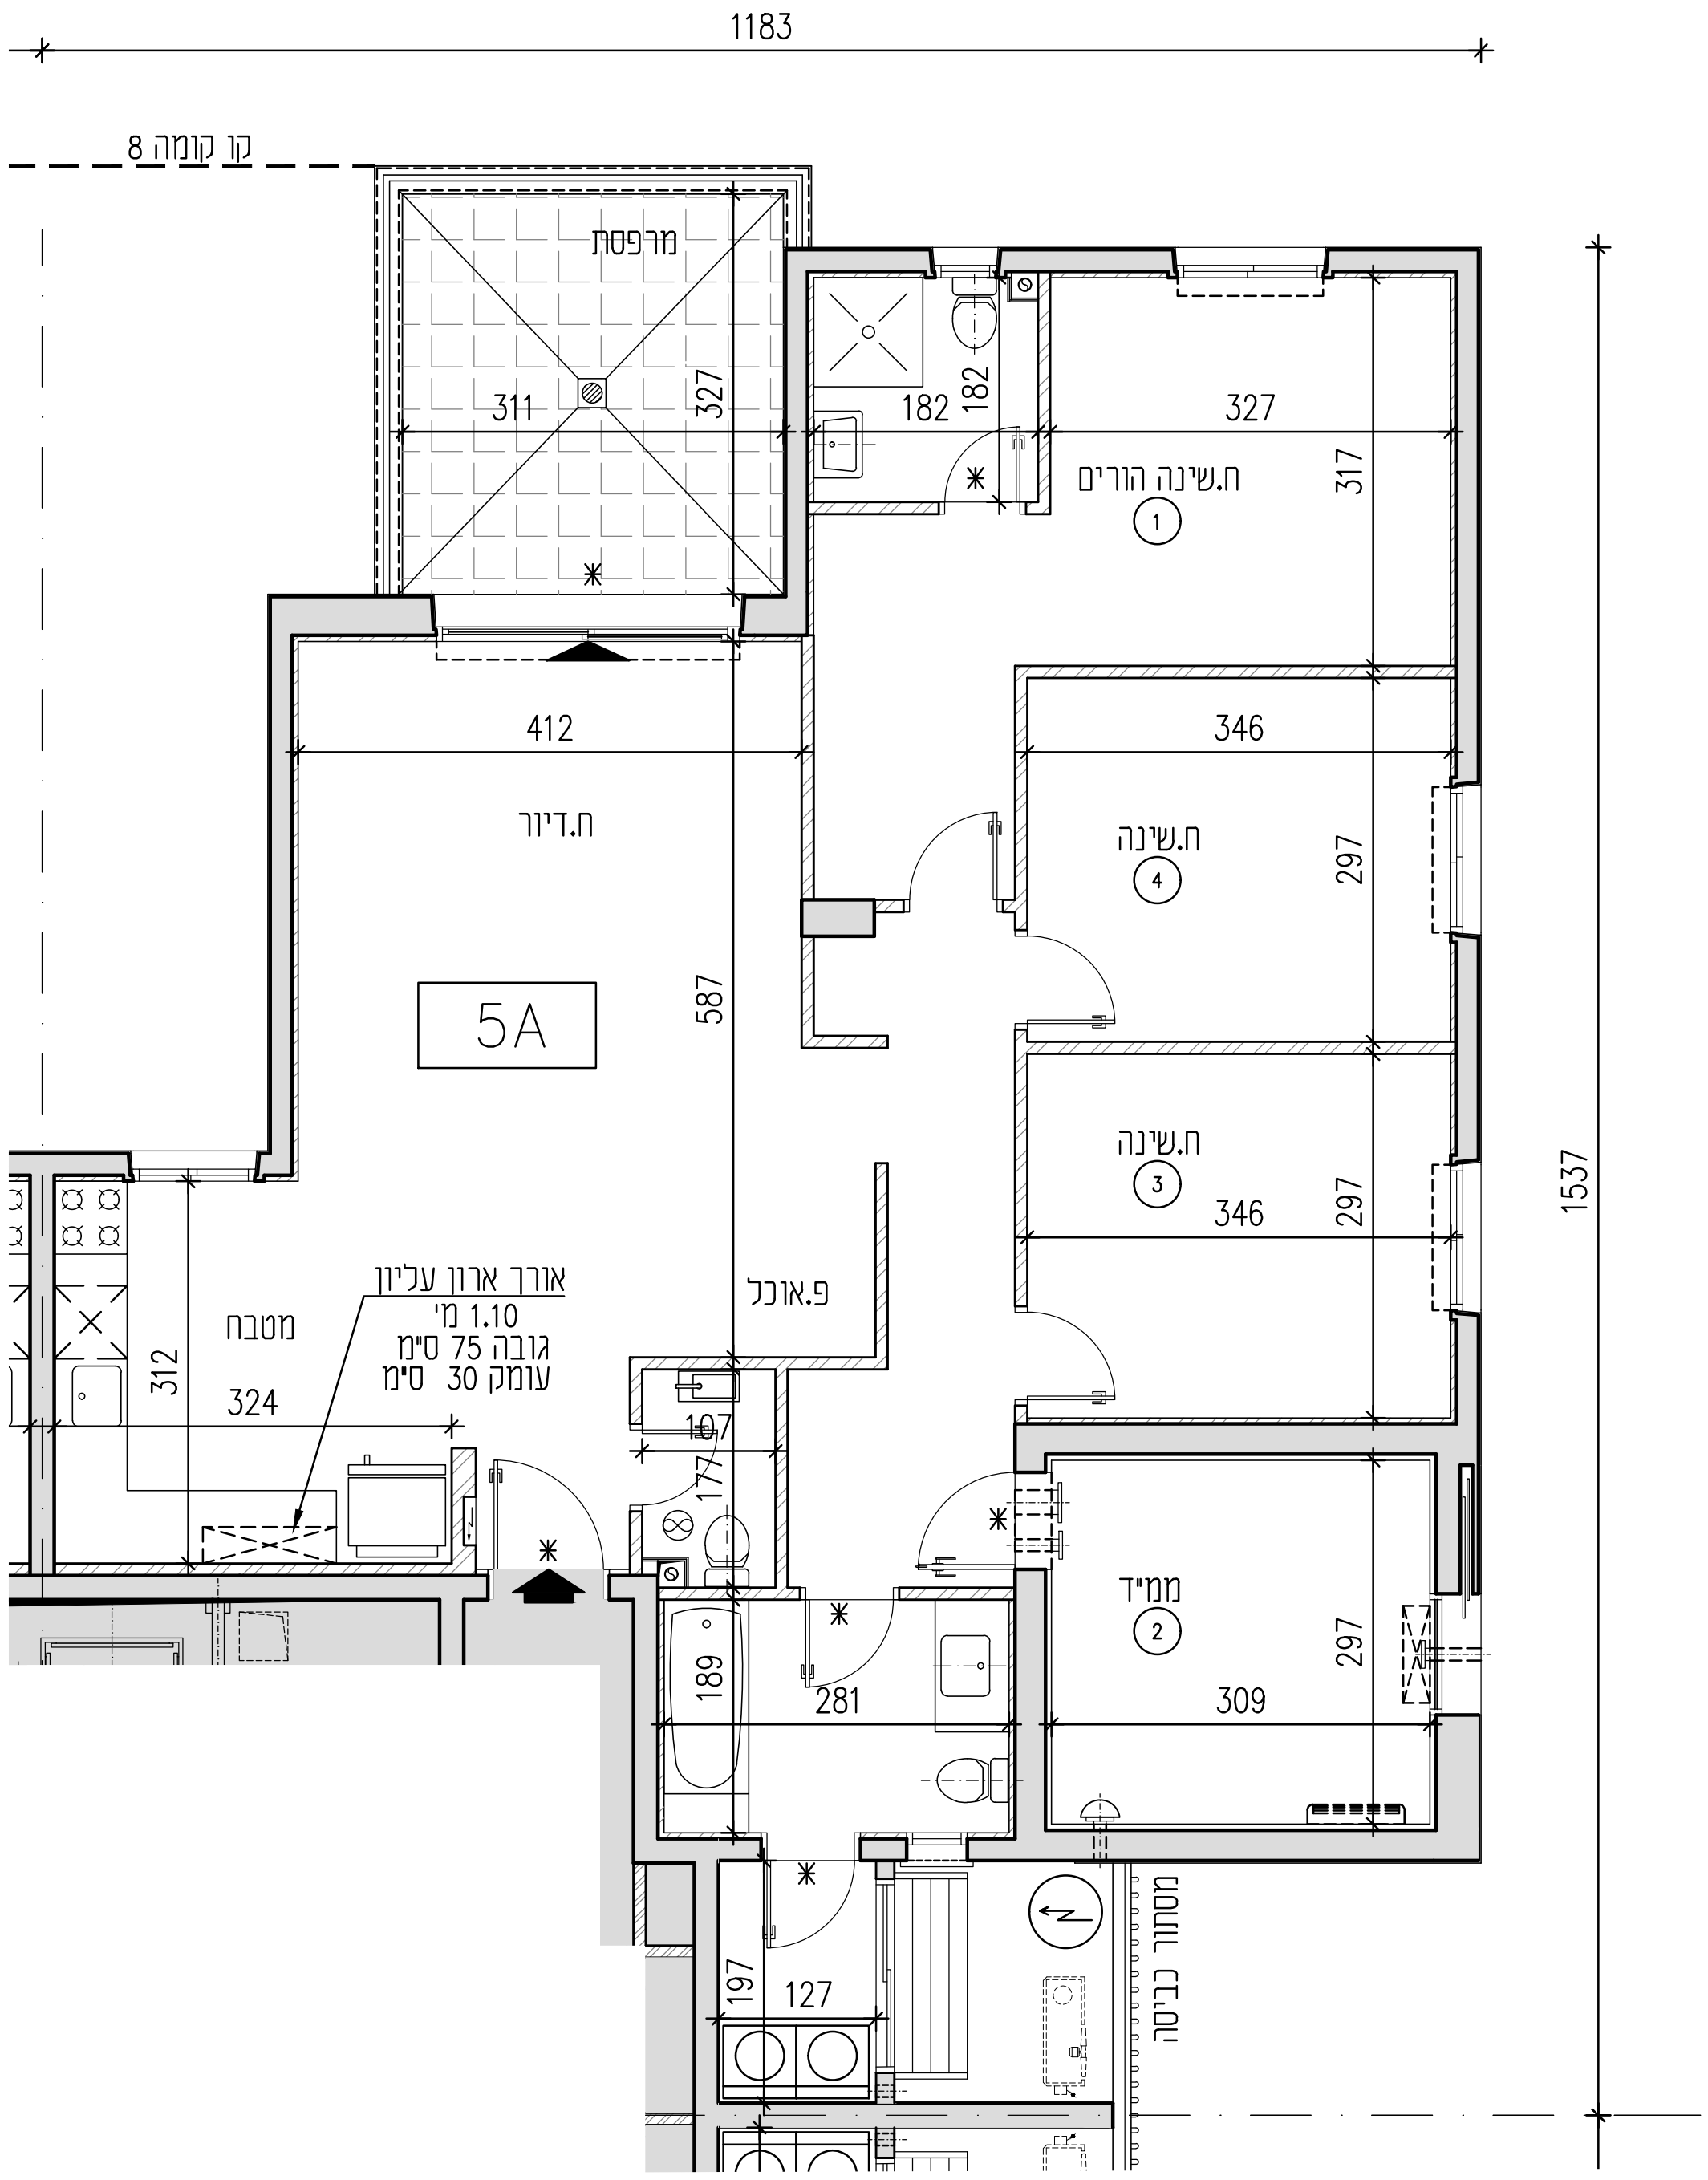 1183
קו קומה 8
מרפסת
311
327
182
182
327
317
ח.שינה הורים
1
412
346
ח.דיור
ח.שינה
4
297
587
5A
ח.שינה
3
297
346
1537
אורך ארון עליון
1.10 מ'
גובה 75 ס"מ
עומק 30 ס"מ
פ.אוכל
מטבח
312
324
107
177
ממ"ד
2
297
309
189
281
מסתור כביסה
197
127